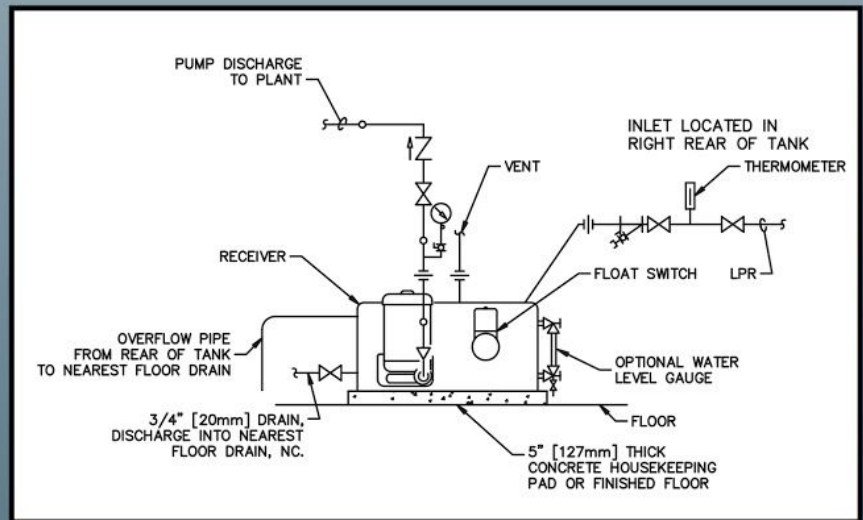 PUMP DISCHARGE
TO PLANT
INLET LOCATED IN
RIGHT REAR OF TANK
THERMOMETER
VENT
RECEIVER
FLOAT SWITCH
LPR
OVERFLOW PIPE
FROM REAR OF TANK
TO NEAREST FLOOR DRAIN
OPTIONAL WATER
LEVEL GAUGE
3/4" [20mm] DRAIN,
DISCHARGE INTO NEAREST
FLOOR DRAIN, NC.
FLOOR
5" [127mm] THICK
CONCRETE HOUSEKEEPING
PAD OR FINISHED FLOOR